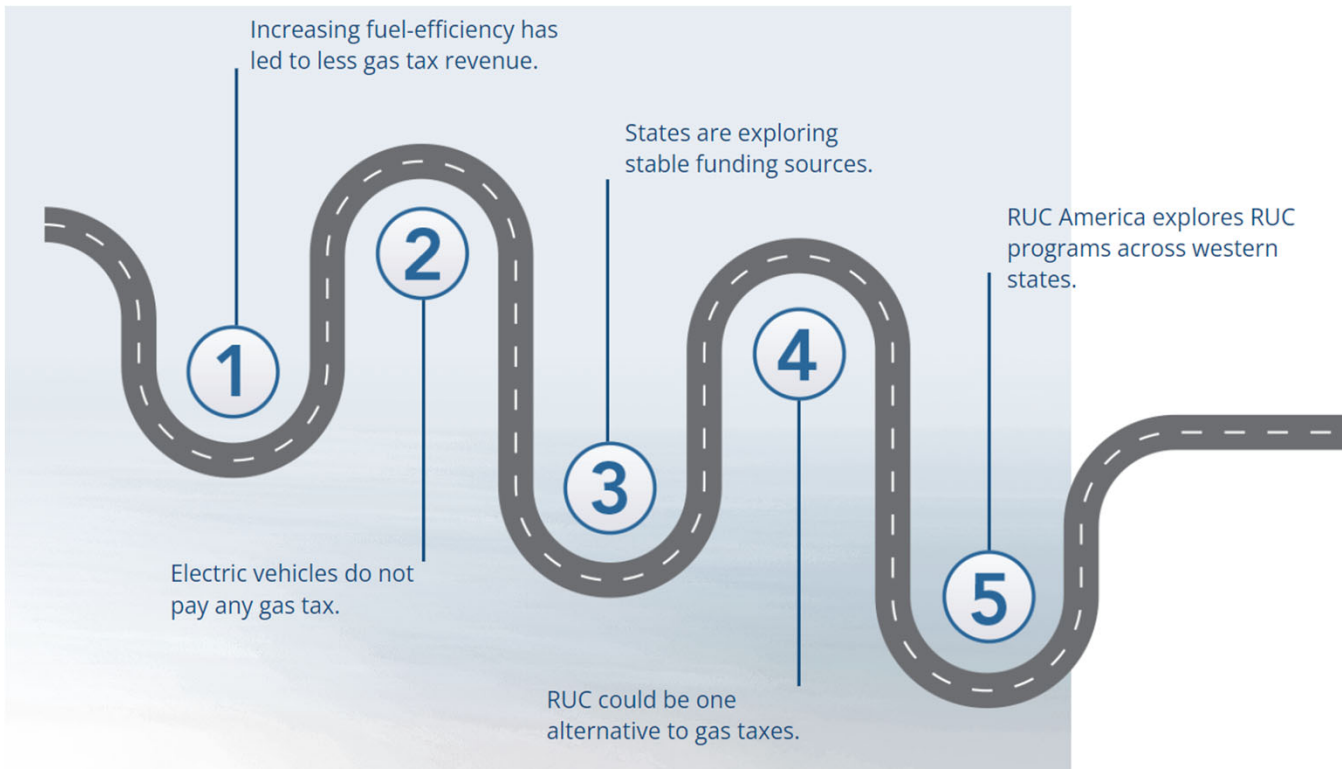 Increasing fuel-efficiency has
led to less gas tax revenue.
1
2
Electric vehicles do not
pay any gas tax.
States are exploring
stable funding sources.
3
4
RUC could be one
alternative to gas taxes.
RUC America explores RUC
programs across western
states.
5